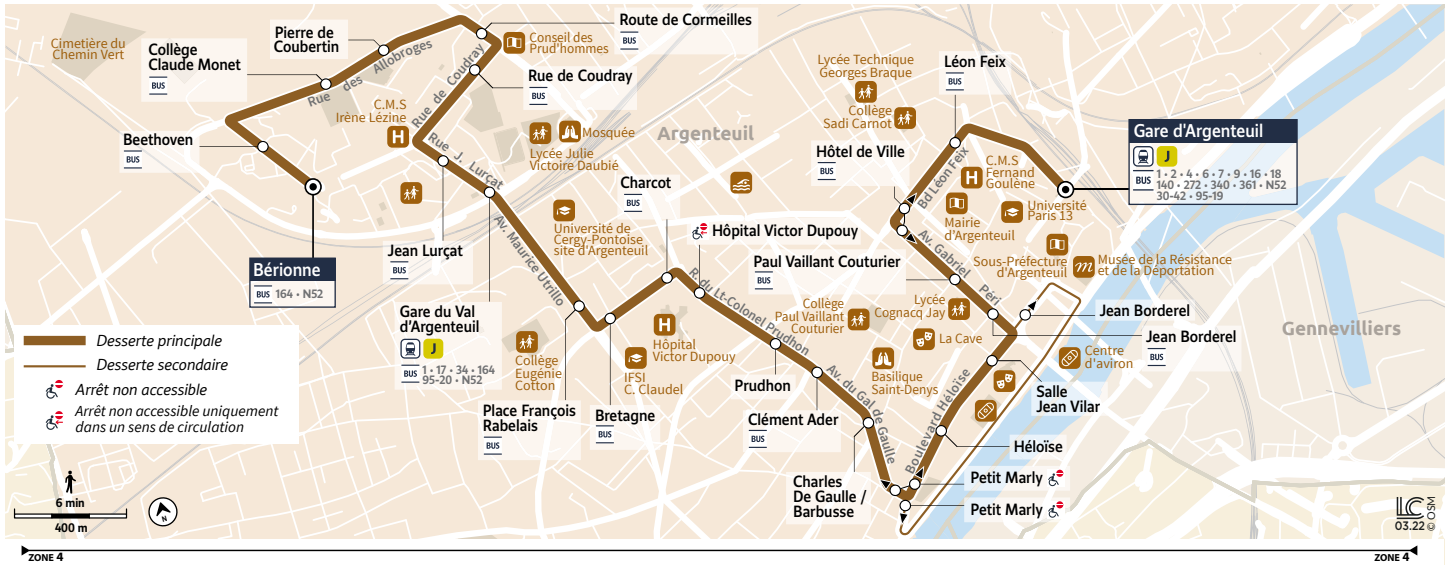 Cimetière du
Chemin Vert
Collège
Claude Monet
BUS
Pierre de
Coubertin
BUS
Route de Cormeilles
BUS
Conseil des
Prud'hommes
Rue de Coudray
BUS
Rue des Allobroges
Rue de Coudray
Beethoven
BUS
C.M.S
Irène Lézine
H
Rue J. Lurçat
Lycée Julie
Victoire Daubié
Mosquée
Argenteuil
Lycée Technique
Georges Braque
Collège
Sadi Carnot
Léon Feix
BUS
Hôtel de Ville
BUS
Bd Léon Feix
C.M.S
Fernand
Goulène
H
Gare d'Argenteuil
J
BUS 1 • 2 • 4 • 6 • 7 • 9 • 16 • 18
140 • 272 • 340 • 361 • N52
30-42 • 95-19
Université
Paris 13
Mairie
d'Argenteuil
Sous-Préfecture
d'Argenteuil
Musée de la Résistance
et de la Déportation
Bérionne
BUS 164 • N52
Jean Lurçat
BUS
Av. Maurice Utrillo
Université de
Cergy-Pontoise
site d'Argenteuil
Charcot
BUS
Hôpital Victor Dupouy
Paul Vaillant Couturier
BUS
Av. Gabriel Péri
Gare du Val
d'Argenteuil
J
BUS 1 • 17 • 34 • 164
95-20 • N52
Collège
Eugénie
Cotton
H
Hôpital
Victor Dupouy
IFSI
C. Claudel
R. du Lt-Colonel Prudhon
Collège
Paul Vaillant
Couturier
Lycée
Cognacq Jay
La Cave
Basilique
Saint-Denys
Jean Borderel
Jean Borderel
BUS
Gennevilliers
Centre
d'aviron
Salle
Jean Vilar
Place François
Rabelais
BUS
Bretagne
BUS
Prudhon
Clément Ader
BUS
Av. du Gal de Gaulle
Boulevard Héloïse
Héloïse
Charles
De Gaulle /
Barbusse
Petit Marly
Petit Marly
Desserte principale
Desserte secondaire
Arrêt non accessible
Arrêt non accessible uniquement
dans un sens de circulation
6 min
400 m
N
LC
03.22 © OSM
ZONE 4
ZONE 4